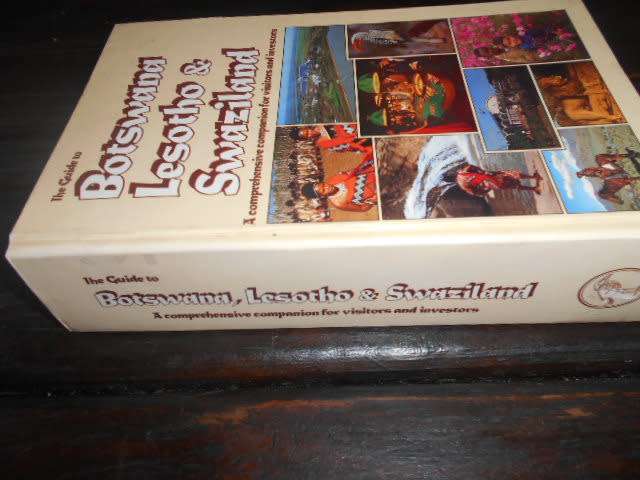 The Guide to
Botswana
Lesotho &
Swaziland
A comprehensive companion for visitors and investors
The Guide to
Botswana, Lesotho & Swaziland
A comprehensive companion for visitors and investors